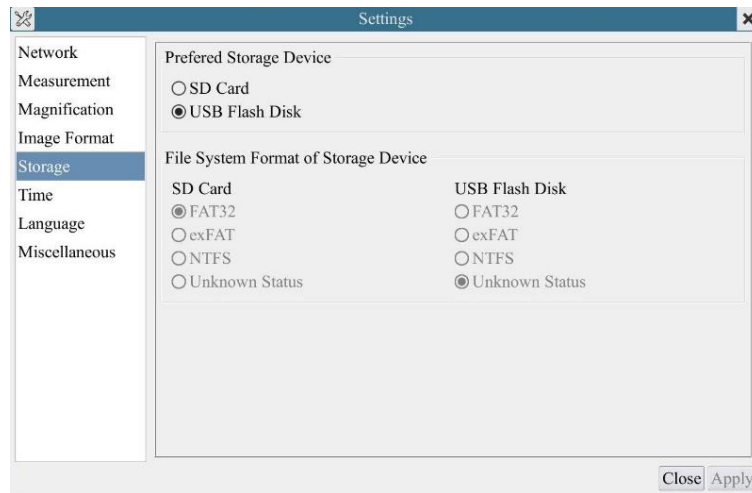 Settings
Network
Measurement
Magnification
Image Format
Storage
Time
Language
Miscellaneous
Prefered Storage Device
SD Card
USB Flash Disk
File System Format of Storage Device
SD Card
FAT32
exFAT
NTFS
Unknown Status
USB Flash Disk
FAT32
exFAT
NTFS
Unknown Status
Close Apply